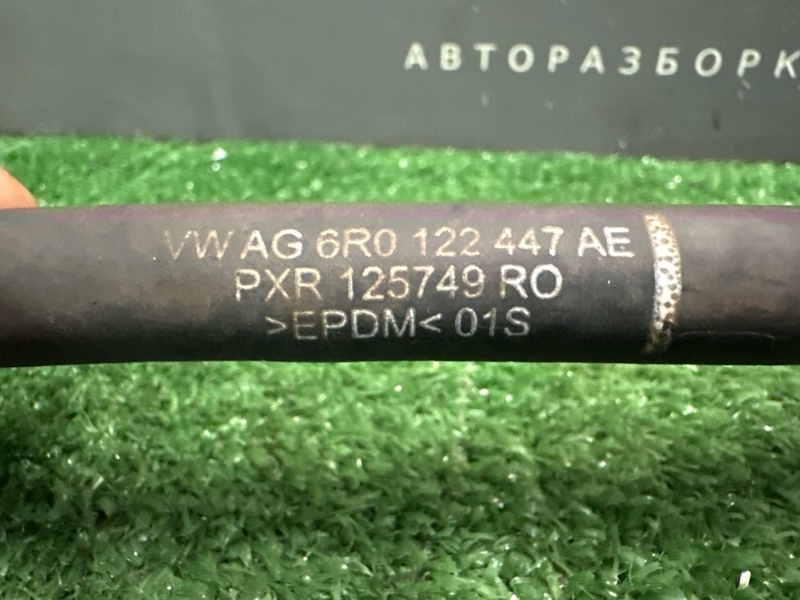 АВТОРАЗБОРК
VW AG 6R0 122 447 AE
PXR 125749 RO
>EPDM< 01S